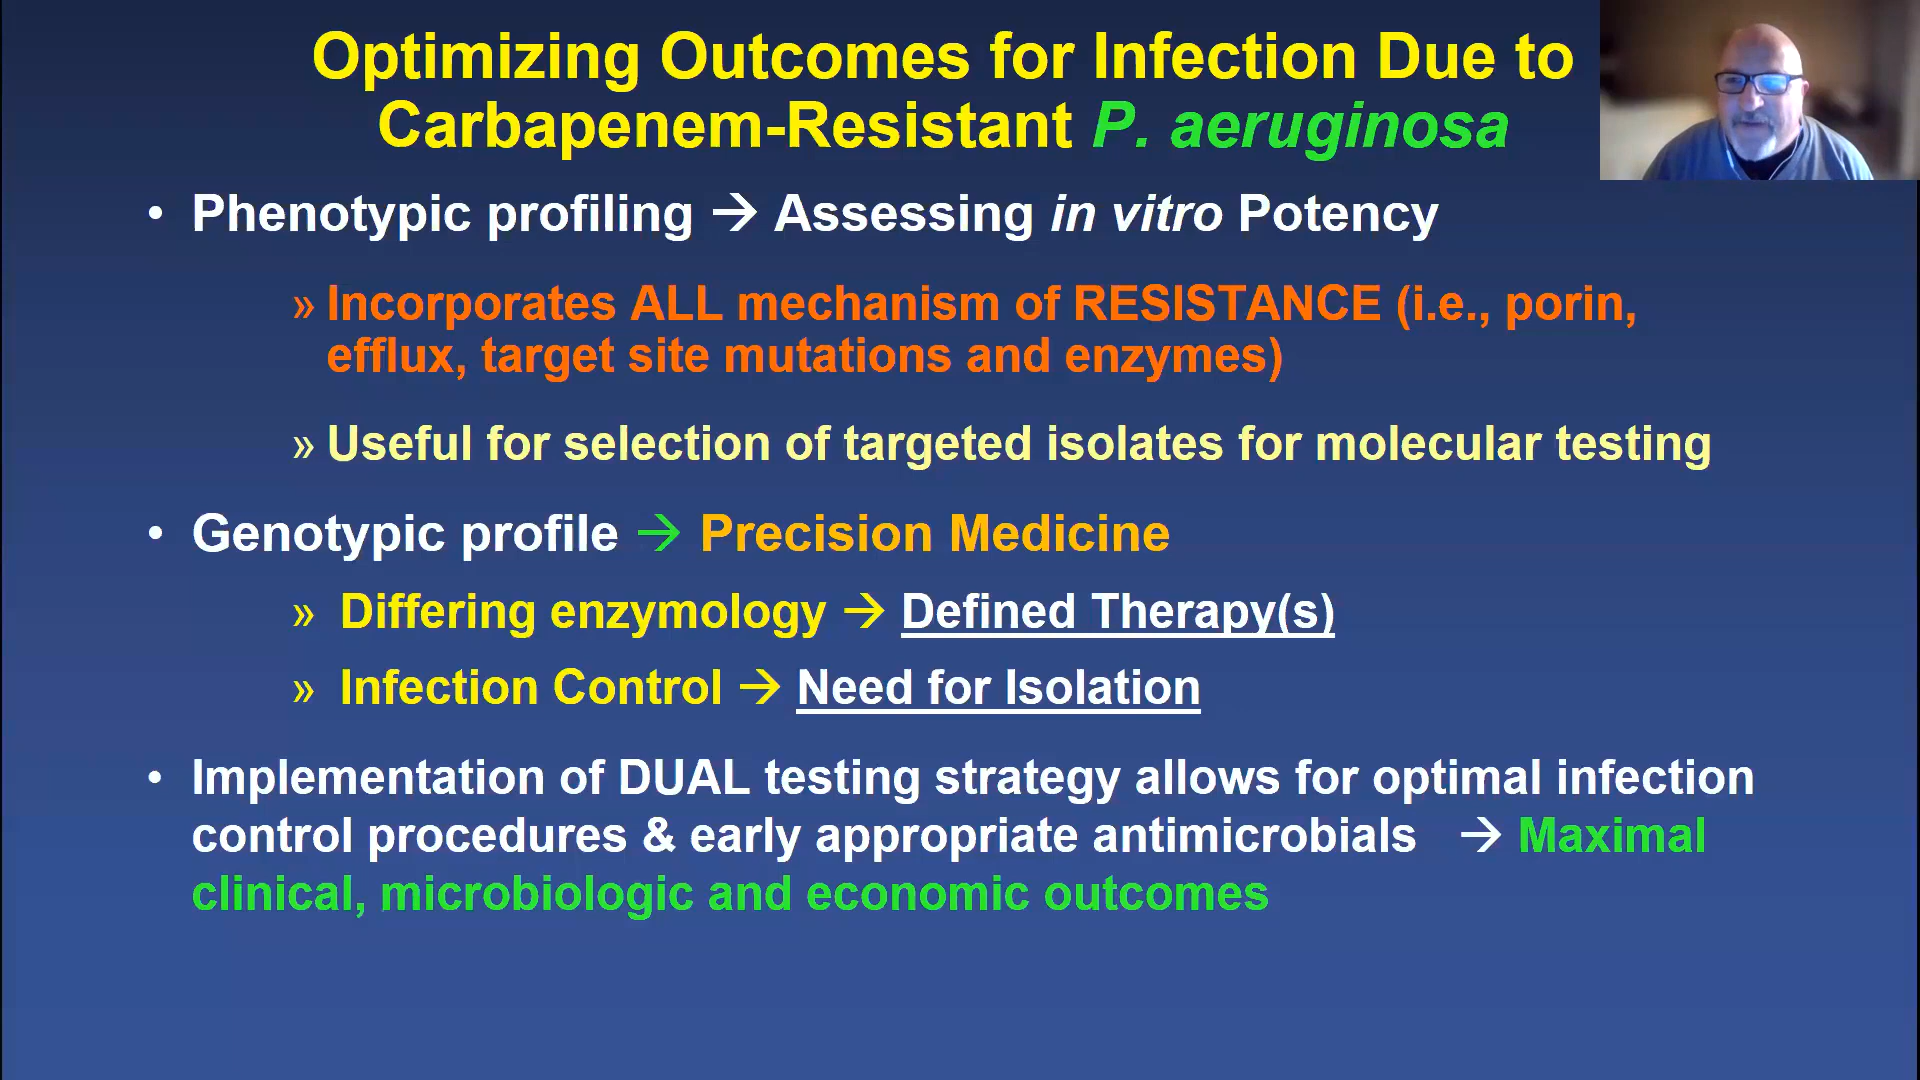 Optimizing Outcomes for Infection Due to
Carbapenem-Resistant P. aeruginosa
• Phenotypic profiling → Assessing in vitro Potency
» Incorporates ALL mechanism of RESISTANCE (i.e., porin,
efflux, target site mutations and enzymes)
» Useful for selection of targeted isolates for molecular testing
• Genotypic profile → Precision Medicine
» Differing enzymology → Defined Therapy(s)
» Infection Control → Need for Isolation
• Implementation of DUAL testing strategy allows for optimal infection
control procedures & early appropriate antimicrobials → Maximal
clinical, microbiologic and economic outcomes